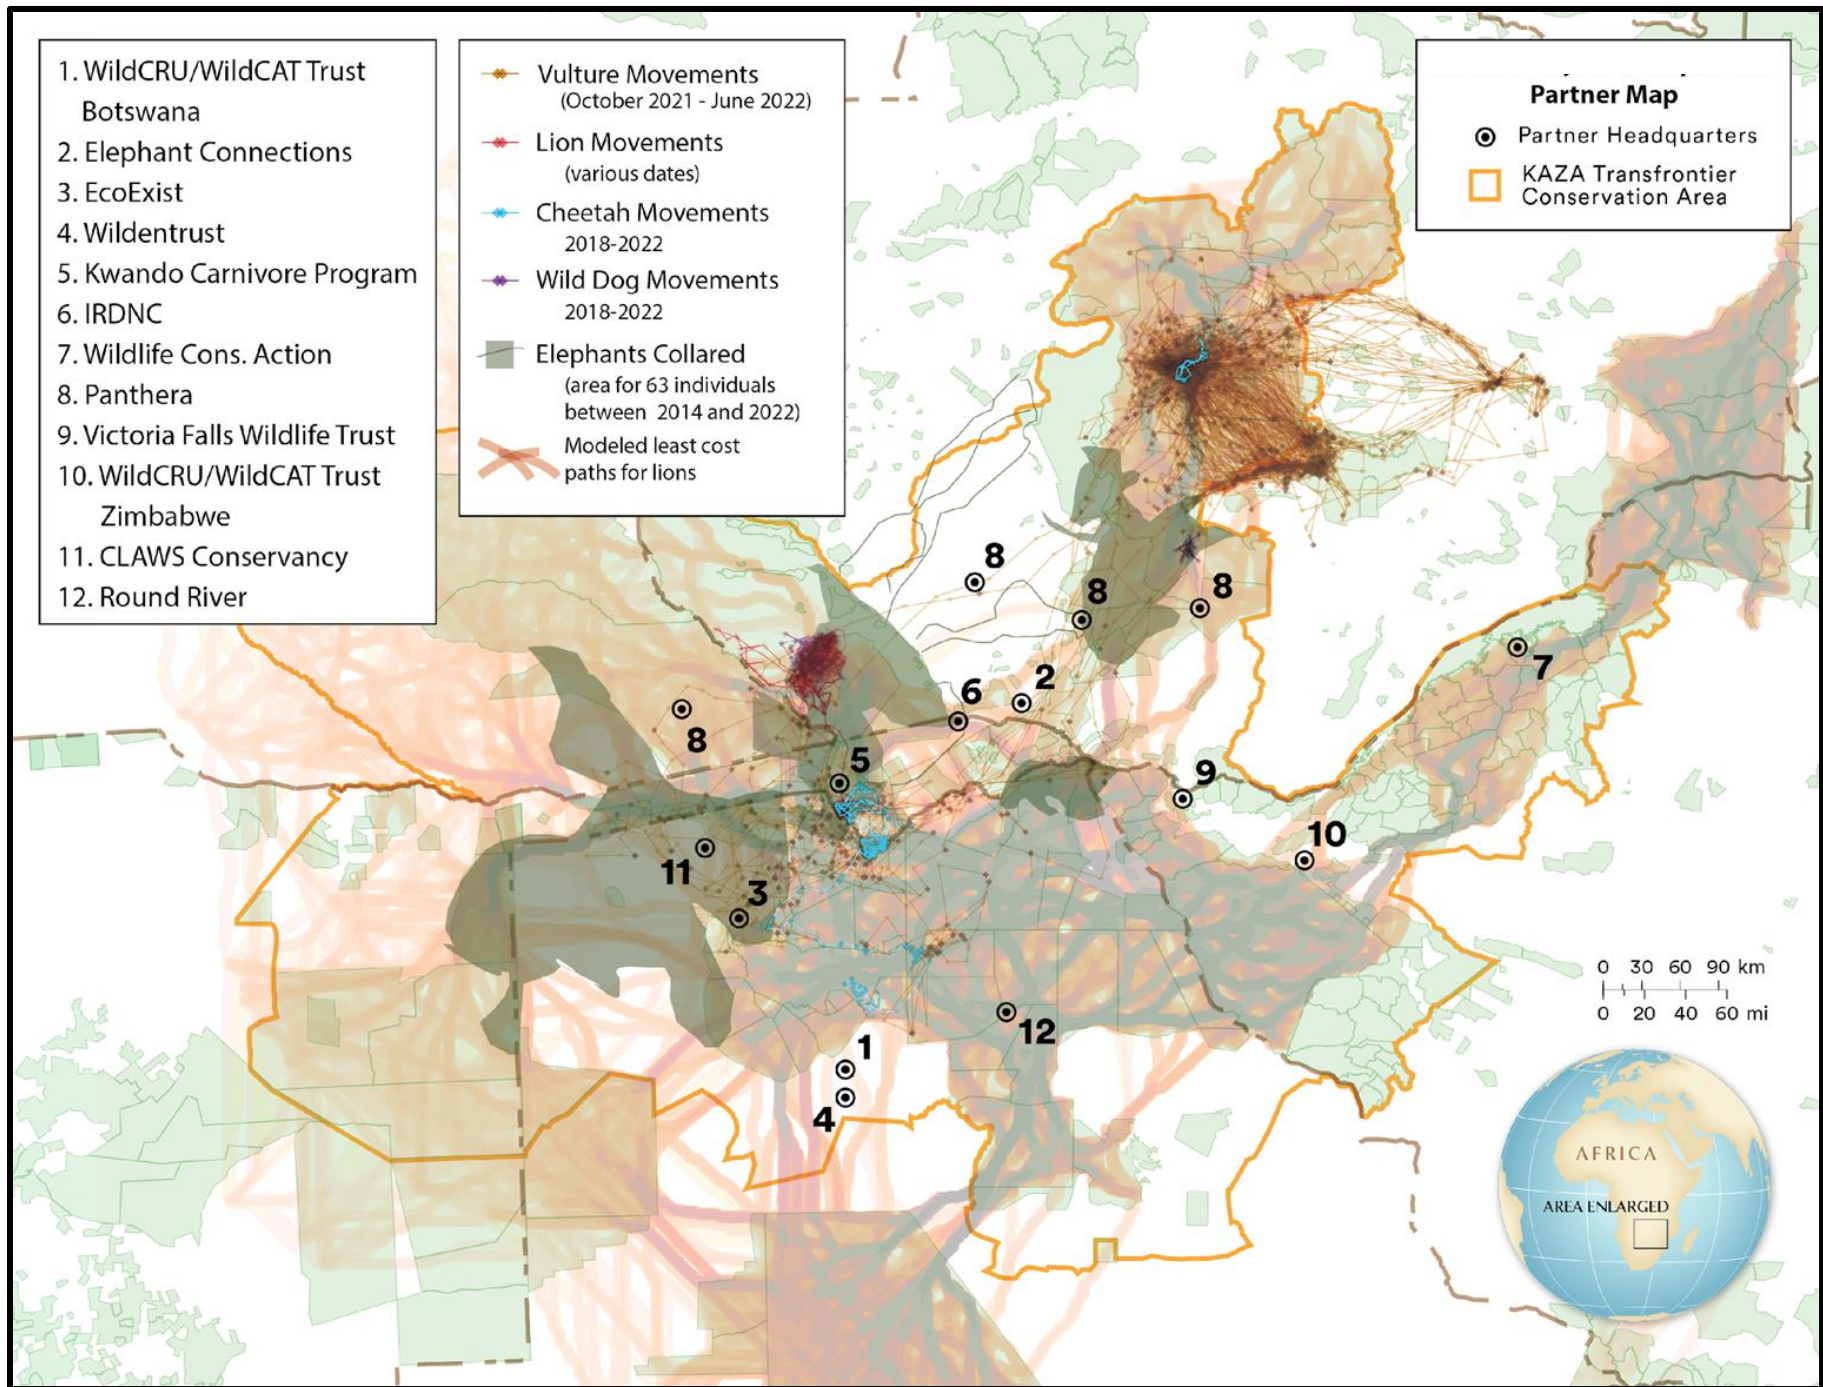 1. WildCRU/WildCAT Trust
Botswana
2. Elephant Connections
3. EcoExist
4. Wildentrust
5. Kwando Carnivore Program
6. IRDNC
7. Wildlife Cons. Action
8. Panthera
9. Victoria Falls Wildlife Trust
10. WildCRU/WildCAT Trust
Zimbabwe
11. CLAWS Conservancy
12. Round River
Vulture Movements
(October 2021 - June 2022)
Lion Movements
(various dates)
Cheetah Movements
2018-2022
Wild Dog Movements
2018-2022
Elephants Collared
(area for 63 individuals
between 2014 and 2022)
Modeled least cost
paths for lions
Partner Map
Partner Headquarters
KAZA Transfrontier
Conservation Area
8
8
8
7
2
6
8
5
9
10
11
3
12
1
4
0 30 60 90 km
0 20 40 60 mi
AFRICA
AREA ENLARGED